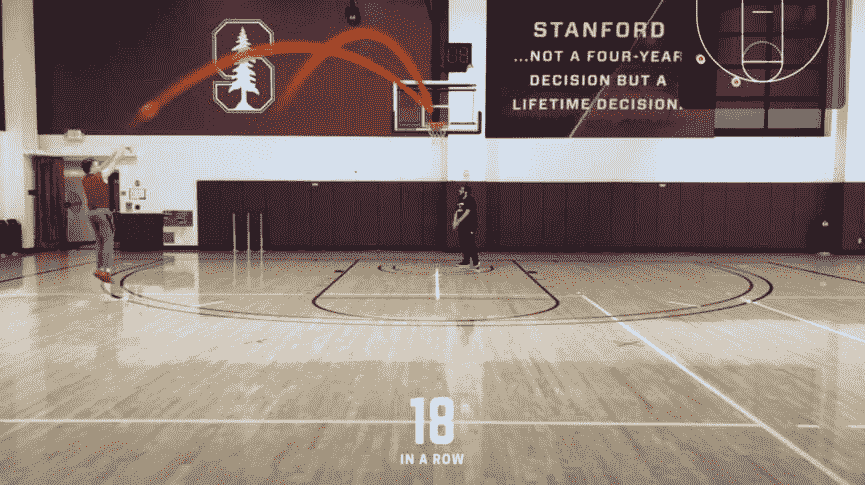 STANFORD
...NOT A FOUR-YEAR
DECISION BUT A
LIFETIME DECISION.
18
IN A ROW